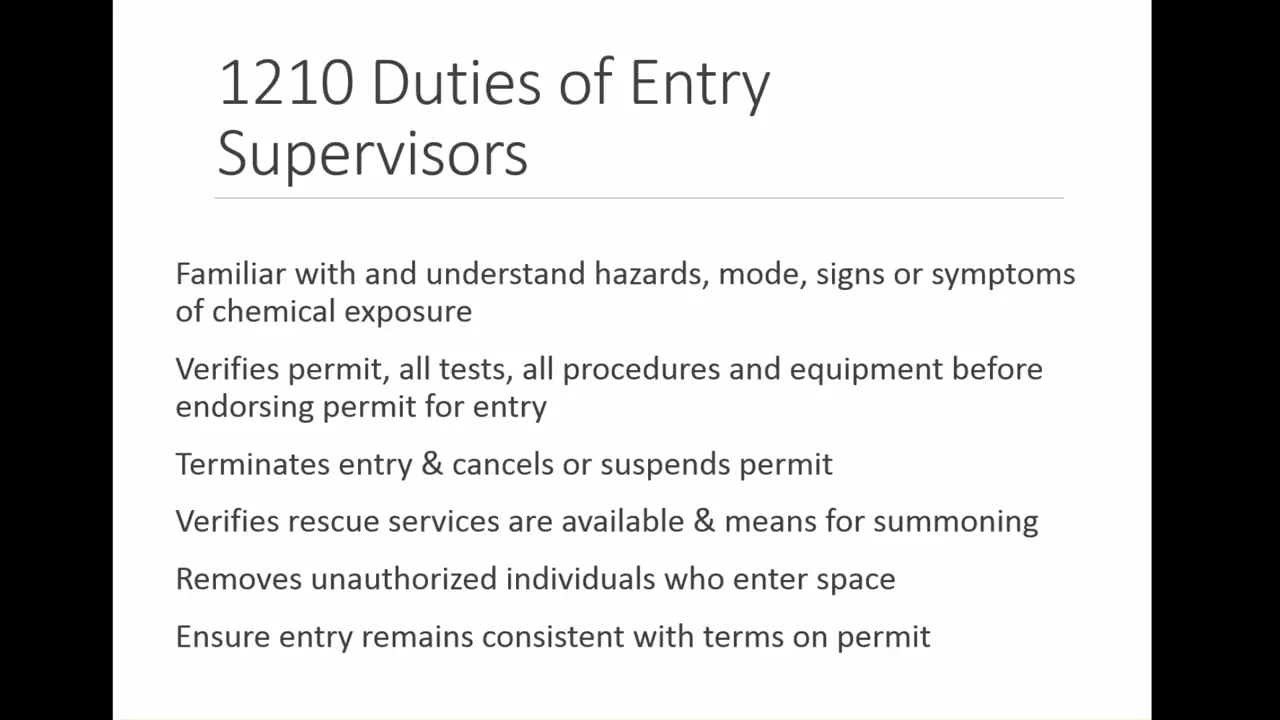 1210 Duties of Entry
Supervisors
Familiar with and understand hazards, mode, signs or symptoms
of chemical exposure
Verifies permit, all tests, all procedures and equipment before
endorsing permit for entry
Terminates entry & cancels or suspends permit
Verifies rescue services are available & means for summoning
Removes unauthorized individuals who enter space
Ensure entry remains consistent with terms on permit